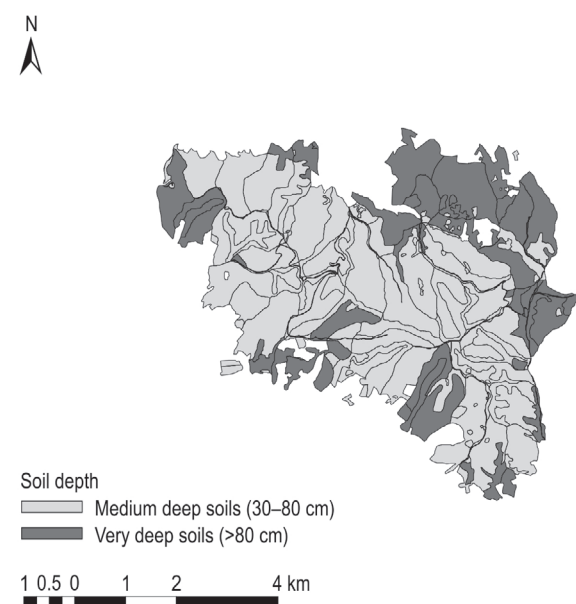 N
Soil depth
Medium deep soils (30–80 cm)
Very deep soils (>80 cm)
1 0.5 0 1 2 4 km